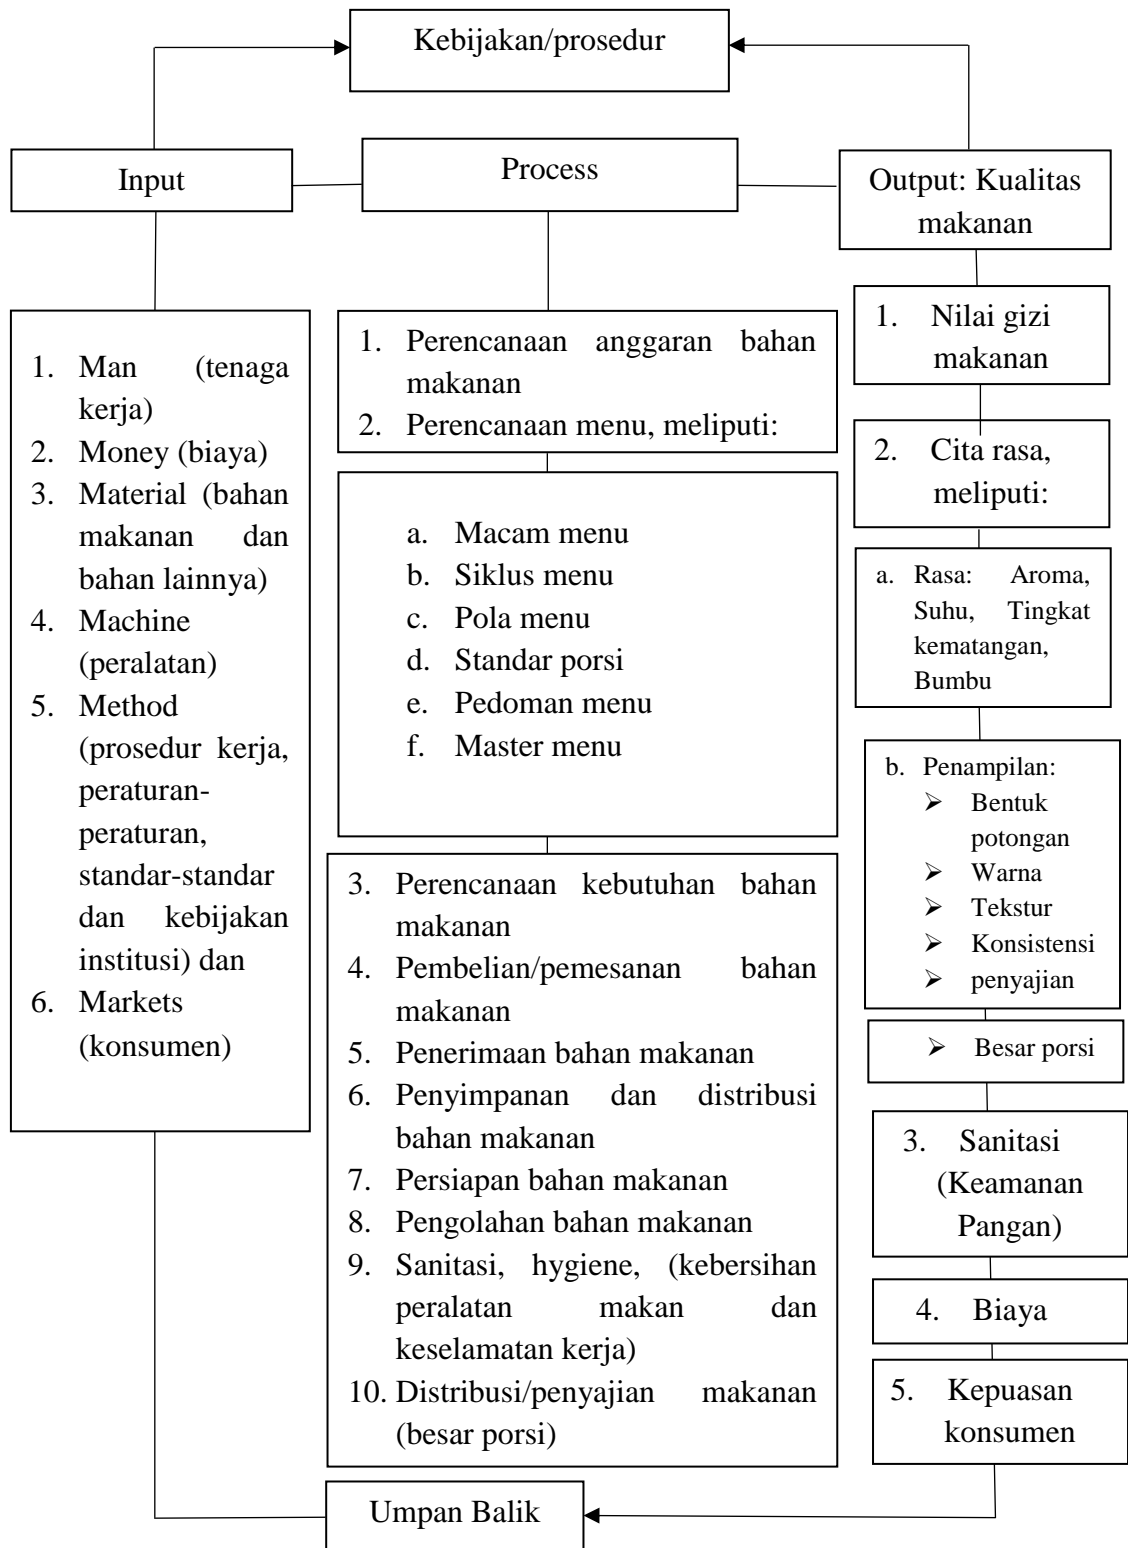 Kebijakan/prosedur
Input
Process
Output: Kualitas
makanan
1. Man (tenaga
kerja)
2. Money (biaya)
3. Material (bahan
makanan dan
bahan lainnya)
4. Machine
(peralatan)
5. Method
(prosedur kerja,
peraturan-
peraturan,
standar-standar
dan kebijakan
institusi) dan
6. Markets
(konsumen)
1. Perencanaan anggaran bahan
makanan
2. Perencanaan menu, meliputi:
a. Macam menu
b. Siklus menu
c. Pola menu
d. Standar porsi
e. Pedoman menu
f. Master menu
3. Perencanaan kebutuhan bahan
makanan
4. Pembelian/pemesanan bahan
makanan
5. Penerimaan bahan makanan
6. Penyimpanan dan distribusi
bahan makanan
7. Persiapan bahan makanan
8. Pengolahan bahan makanan
9. Sanitasi, hygiene, (kebersihan
peralatan makan dan
keselamatan kerja)
10. Distribusi/penyajian makanan
(besar porsi)
1. Nilai gizi
makanan
2. Cita rasa,
meliputi:
a. Rasa: Aroma,
Suhu, Tingkat
kematangan,
Bumbu
b. Penampilan:
➢ Bentuk
potongan
➢ Warna
➢ Tekstur
➢ Konsistensi
➢ penyajian
➢ Besar porsi
3. Sanitasi
(Keamanan
Pangan)
4. Biaya
5. Kepuasan
konsumen
Umpan Balik